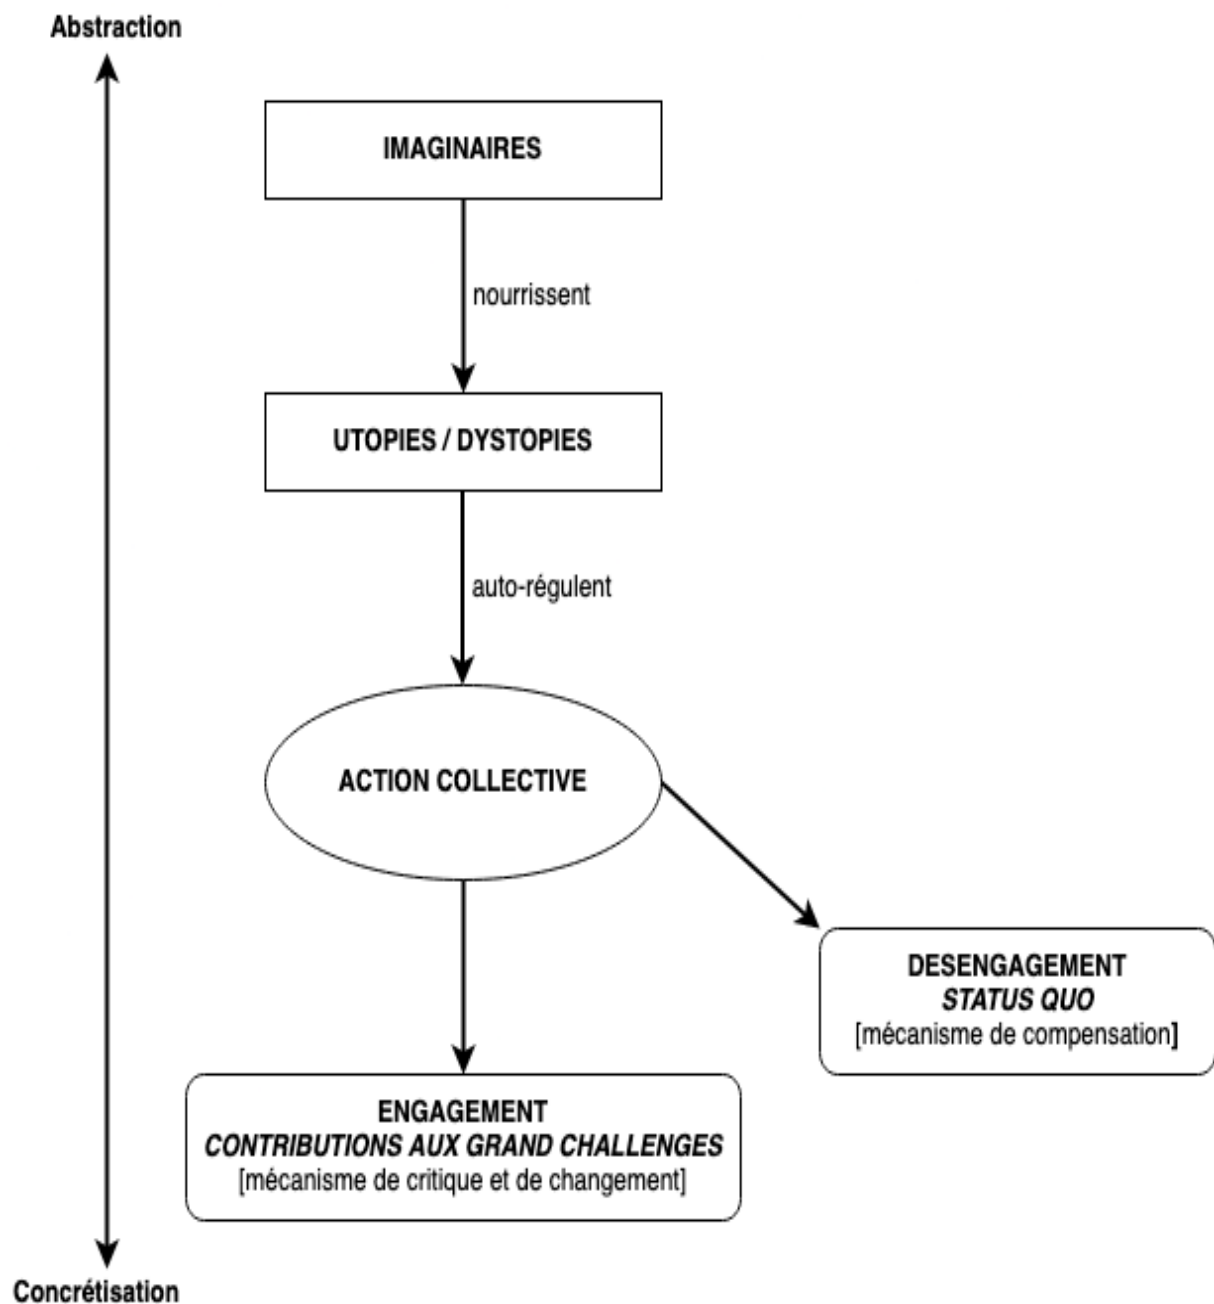 Abstraction
IMAGINAIRES
nourrissent
UTOPIES / DYSTOPIES
auto-régulent
ACTION COLLECTIVE
DESENGAGEMENT
STATUS QUO
[mécanisme de compensation]
ENGAGEMENT
CONTRIBUTIONS AUX GRAND CHALLENGES
[mécanisme de critique et de changement]
Concrétisation